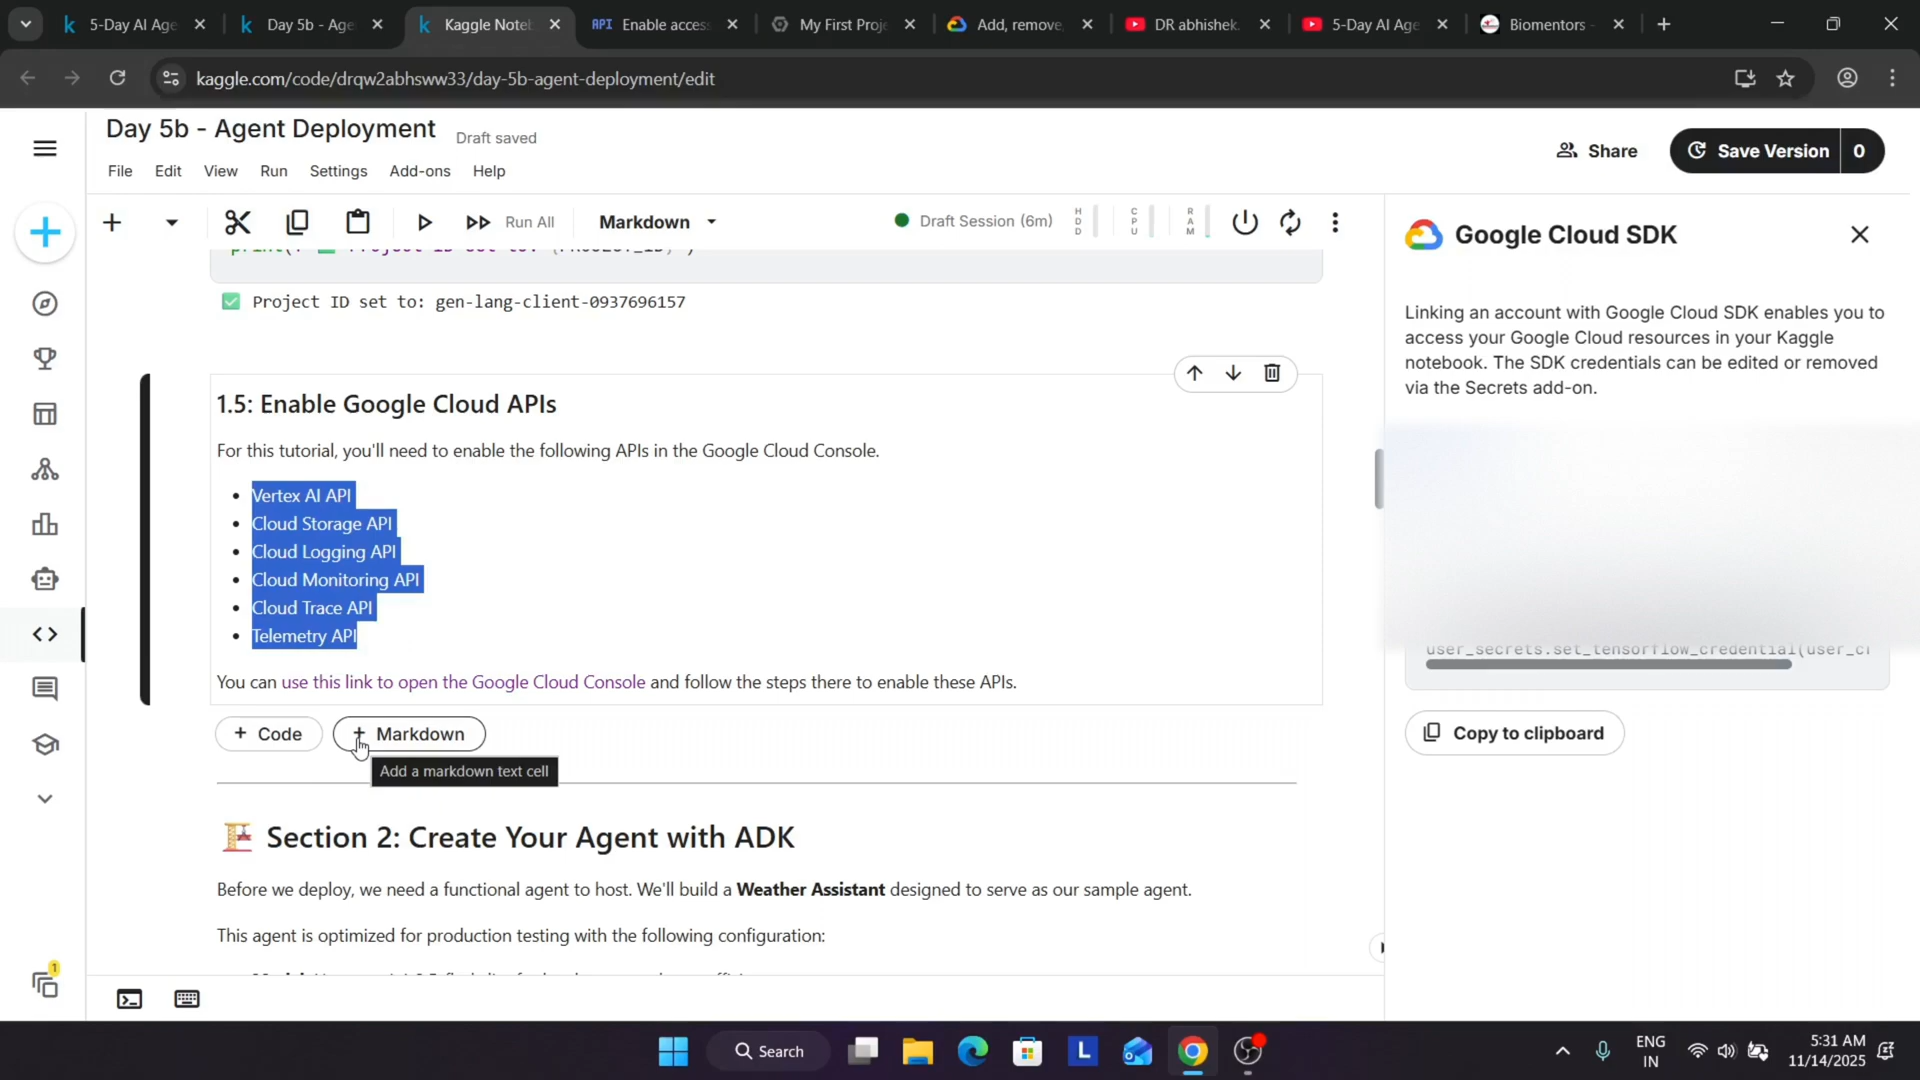 5-Day AI Age
Day 5b - Age
Kaggle Note
API Enable acces
My First Proj
Add, remove,
DR abhishek.
5-Day AI Age
Biomentors -
kaggle.com/code/drqw2abhsww33/day-5b-agent-deployment/edit
Day 5b - Agent Deployment
Draft saved
File Edit View Run Settings Add-ons Help
Share
Save Version 0
Run All
Markdown
Draft Session (6m)
HDD
CPU
RAM
✅ Project ID set to: gen-lang-client-0937696157
1.5: Enable Google Cloud APIs
For this tutorial, you'll need to enable the following APIs in the Google Cloud Console.
• Vertex AI API
• Cloud Storage API
• Cloud Logging API
• Cloud Monitoring API
• Cloud Trace API
• Telemetry API
You can use this link to open the Google Cloud Console and follow the steps there to enable these APIs.
+ Code
+ Markdown
Add a markdown text cell
Section 2: Create Your Agent with ADK
Before we deploy, we need a functional agent to host. We'll build a Weather Assistant designed to serve as our sample agent.
This agent is optimized for production testing with the following configuration:
Google Cloud SDK
Linking an account with Google Cloud SDK enables you to
access your Google Cloud resources in your Kaggle
notebook. The SDK credentials can be edited or removed
via the Secrets add-on.
user_secrets.set_tensorflow_credential(user_cr
Copy to clipboard
1
Search
ENG
IN
5:31 AM
11/14/2025